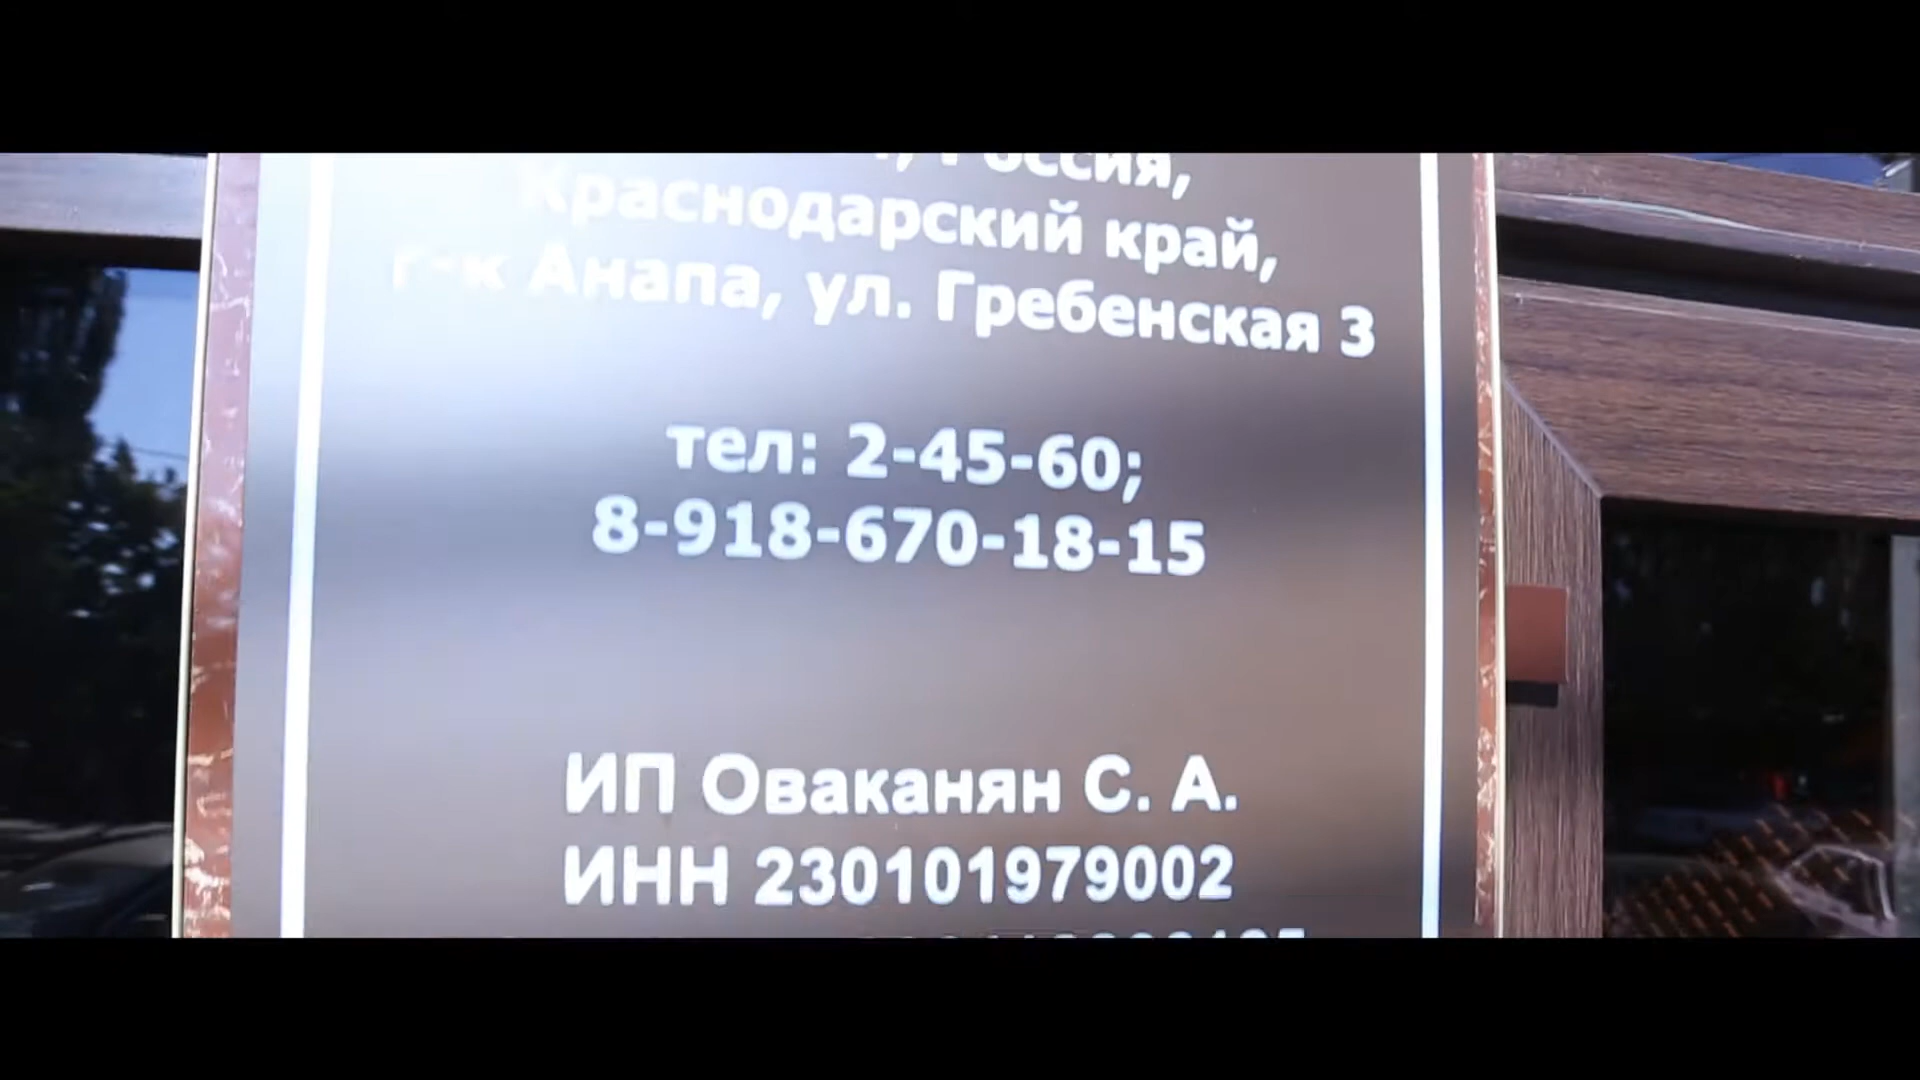 Россия,
Краснодарский край,
г-к Анапа, ул. Гребенская 3
тел: 2-45-60;
8-918-670-18-15
ИП Оваканян С. А.
ИНН 230101979002